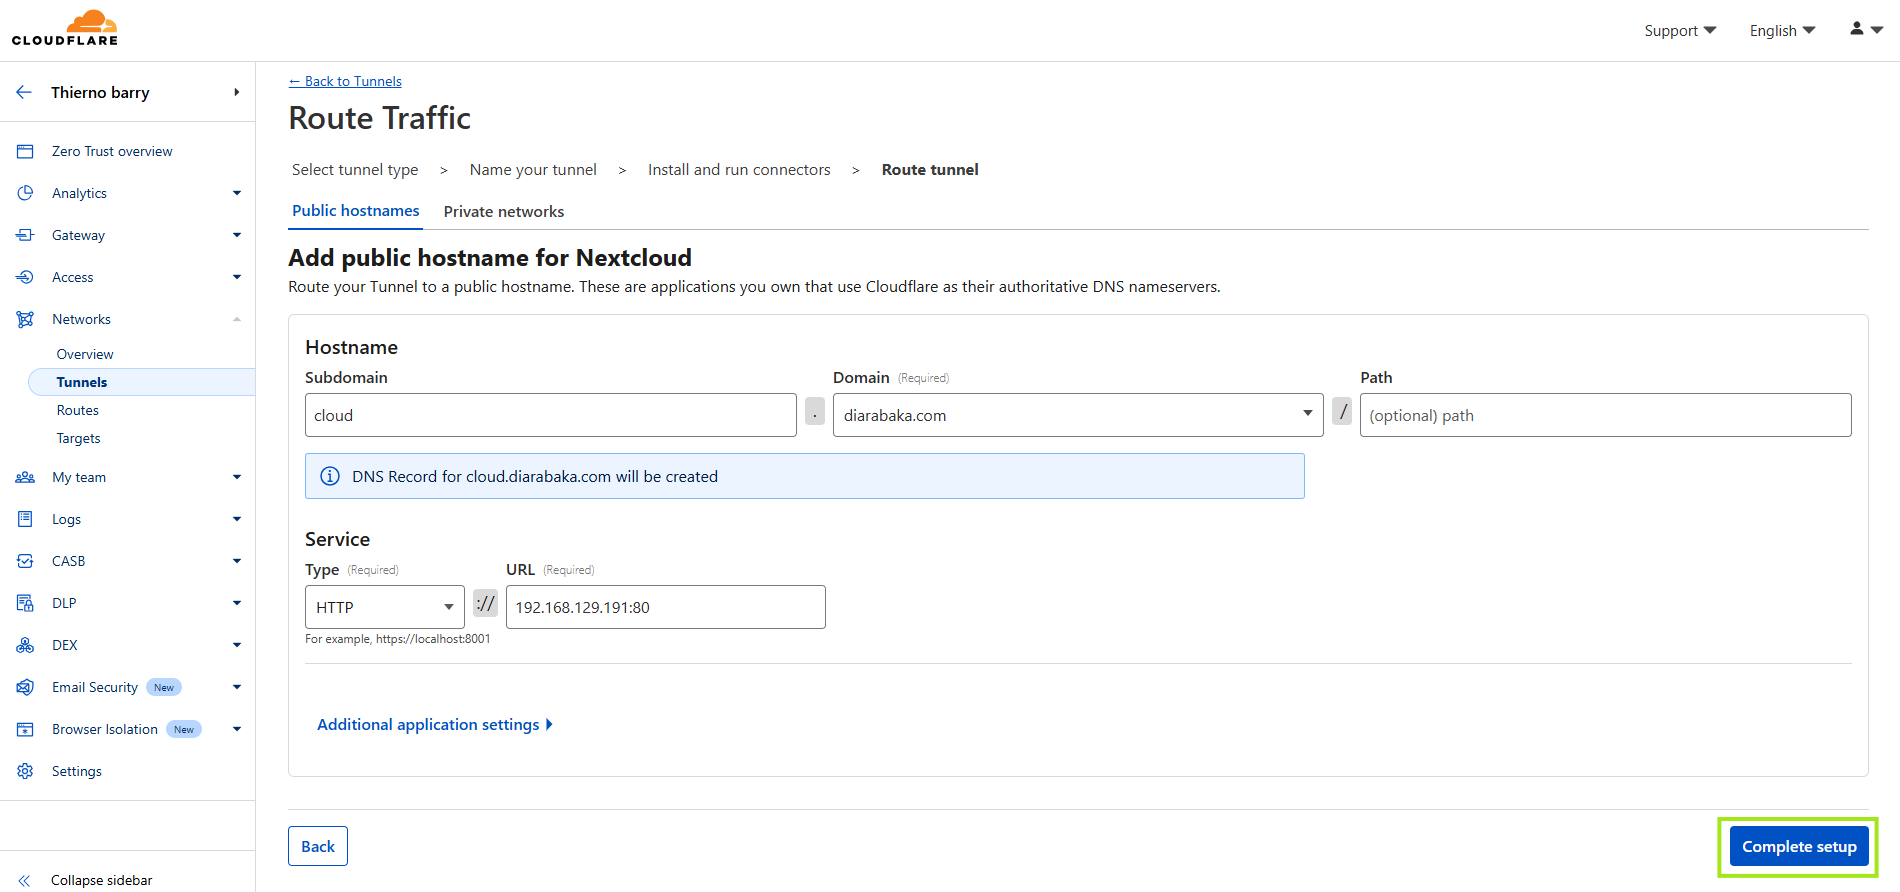 CLOUDFLARE
Support
English
Thierno barry
Zero Trust overview
Analytics
Gateway
Access
Networks
Overview
Tunnels
Routes
Targets
My team
Logs
CASB
DLP
DEX
Email Security New
Browser Isolation New
Settings
Collapse sidebar
← Back to Tunnels
Route Traffic
Select tunnel type > Name your tunnel > Install and run connectors > Route tunnel
Public hostnames Private networks
Add public hostname for Nextcloud
Route your Tunnel to a public hostname. These are applications you own that use Cloudflare as their authoritative DNS nameservers.
Hostname
Subdomain Domain (Required) Path
cloud . diarabaka.com / (optional) path
DNS Record for cloud.diarabaka.com will be created
Service
Type (Required) URL (Required)
HTTP :// 192.168.129.191:80
For example, https://localhost:8001
Additional application settings
Back
Complete setup